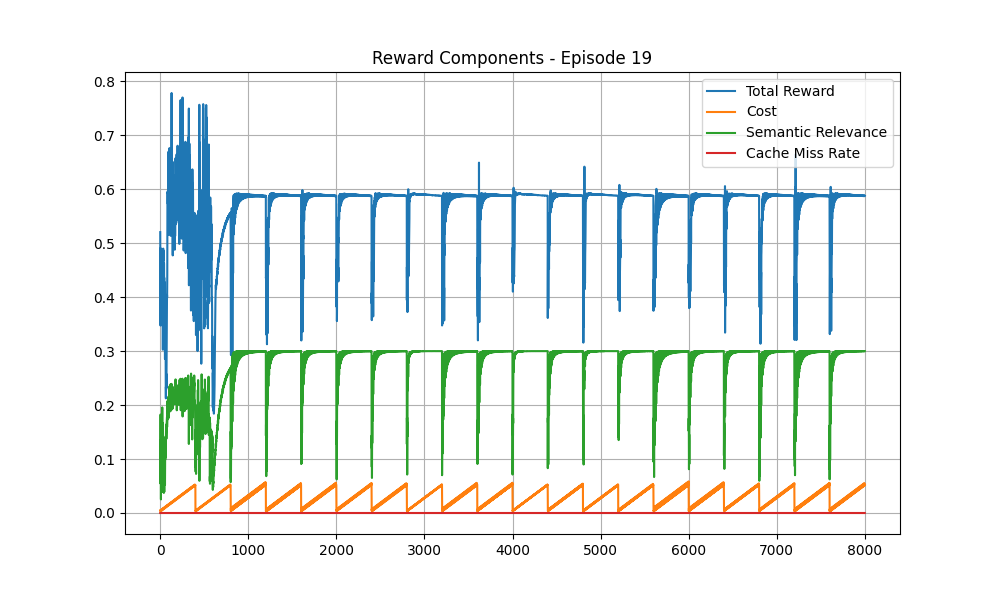 Reward Components - Episode 19
0.8
0.7
0.6
0.5
0.4
0.3
0.2
0.1
0.0
Total Reward
Cost
Semantic Relevance
Cache Miss Rate
0 1000 2000 3000 4000 5000 6000 7000 8000